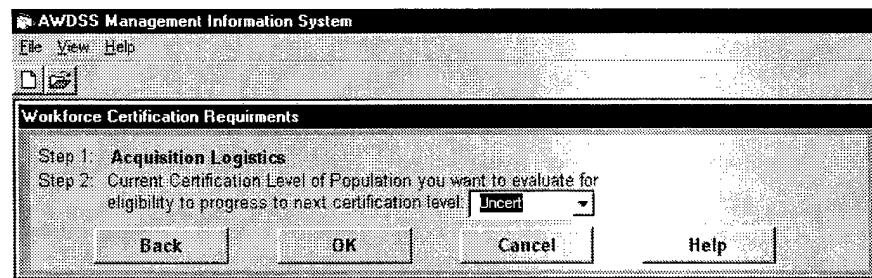 AWDSS Management Information System
File View Help
Workforce Certification Requirments
Step 1: Acquisition Logistics
Step 2: Current Certification Level of Population you want to evaluate for
eligibility to progress to next certification level: Uncert
Back OK Cancel Help